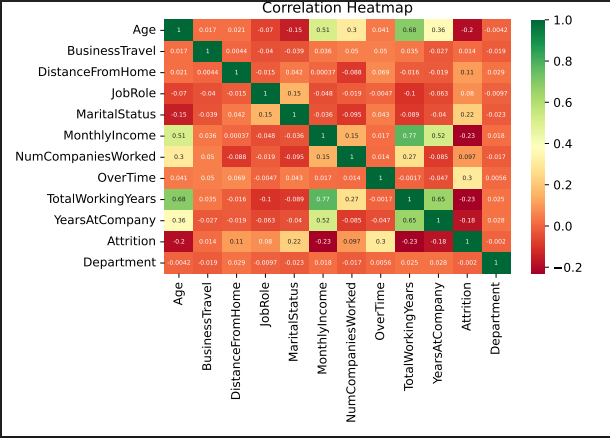 Correlation Heatmap
Age 1 0.017 0.021 -0.07 -0.15 0.51 0.3 0.041 0.68 0.36 -0.2 -0.0042
BusinessTravel 0.017 1 0.0044 -0.04 -0.039 0.036 0.05 0.05 0.035 -0.027 0.014 -0.019
DistanceFromHome 0.021 0.0044 1 -0.015 0.042 0.00037 -0.088 0.069 -0.016 -0.019 0.11 0.029
JobRole -0.07 -0.04 -0.015 1 0.15 -0.048 -0.019 -0.0047 -0.1 -0.063 0.08 -0.0097
MaritalStatus -0.15 -0.039 0.042 0.15 1 -0.036 -0.095 0.043 -0.089 -0.04 0.22 -0.023
MonthlyIncome 0.51 0.036 0.00037 -0.048 -0.036 1 0.15 0.017 0.77 0.52 -0.23 0.018
NumCompaniesWorked 0.3 0.05 -0.088 -0.019 -0.095 0.15 1 0.014 0.27 -0.085 0.097 -0.017
OverTime 0.041 0.05 0.069 -0.0047 0.043 0.017 0.014 1 -0.0017 -0.047 0.3 0.0056
TotalWorkingYears 0.68 0.035 -0.016 -0.1 -0.089 0.77 0.27 -0.0017 1 0.65 -0.23 0.025
YearsAtCompany 0.36 -0.027 -0.019 -0.063 -0.04 0.52 -0.085 -0.047 0.65 1 -0.18 0.028
Attrition -0.2 0.014 0.11 0.08 0.22 -0.23 0.097 0.3 -0.23 -0.18 1 -0.002
Department -0.0042 -0.019 0.029 -0.0097 -0.023 0.018 -0.017 0.0056 0.025 0.028 -0.002 1
Age
BusinessTravel
DistanceFromHome
JobRole
MaritalStatus
MonthlyIncome
NumCompaniesWorked
OverTime
TotalWorkingYears
YearsAtCompany
Attrition
Department
1.0
0.8
0.6
0.4
0.2
0.0
−0.2